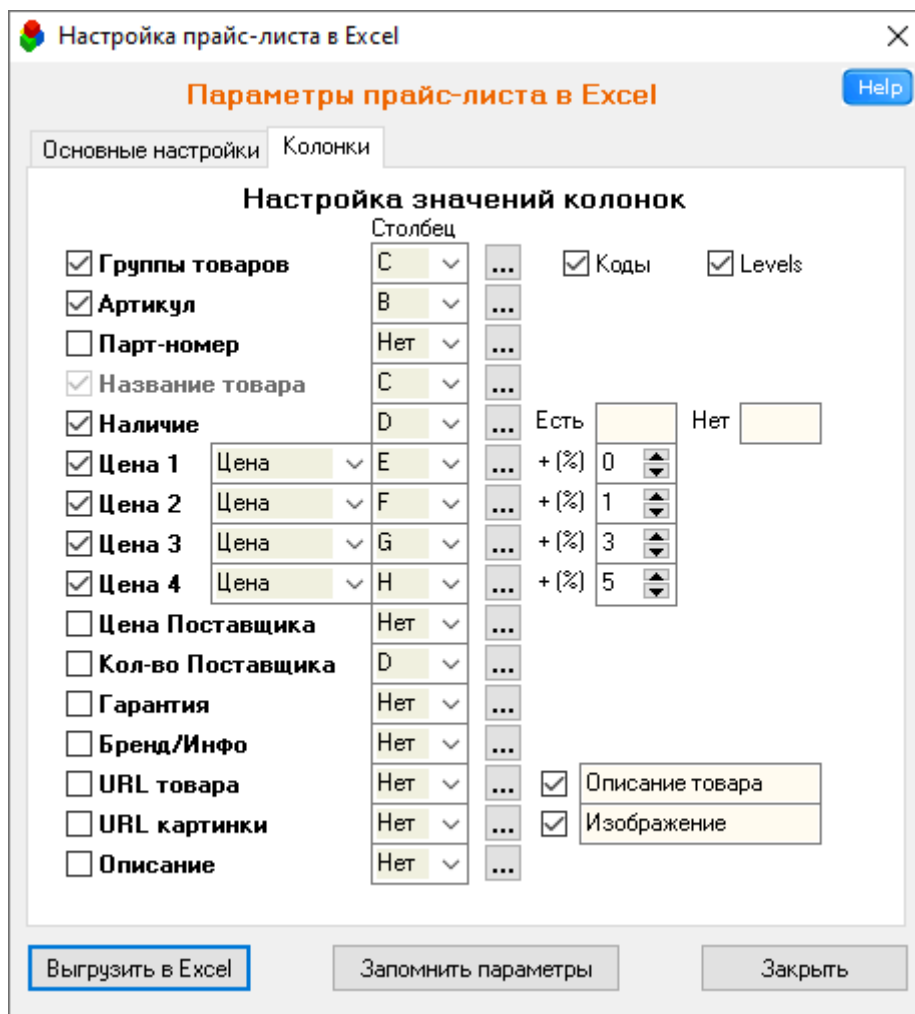 Настройка прайс-листа в Excel
Параметры прайс-листа в Excel
Help
Основные настройки Колонки
Настройка значений колонок
Столбец
Группы товаров C ... Коды Levels
Артикул B ...
Парт-номер Нет ...
Название товара C ...
Наличие D ... Есть Нет
Цена 1 Цена E ... + (%) 0
Цена 2 Цена F ... + (%) 1
Цена 3 Цена G ... + (%) 3
Цена 4 Цена H ... + (%) 5
Цена Поставщика Нет ...
Кол-во Поставщика D ...
Гарантия Нет ...
Бренд/Инфо Нет ...
URL товара Нет ... Описание товара
URL картинки Нет ... Изображение
Описание Нет ...
Выгрузить в Excel Запомнить параметры Закрыть